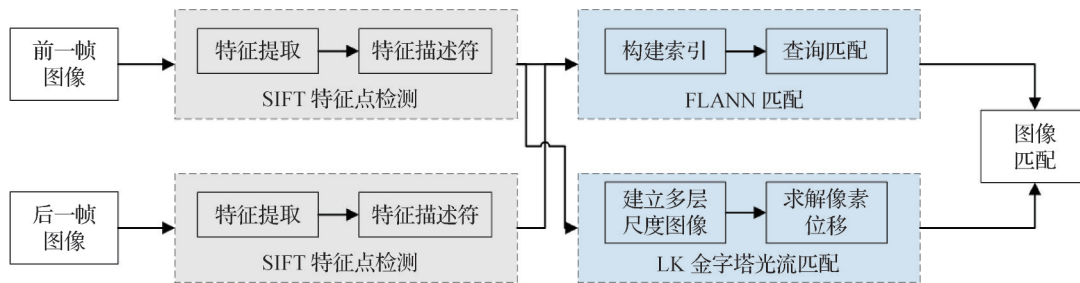 前一帧
图像
特征提取
特征描述符
SIFT 特征点检测
构建索引
查询匹配
FLANN 匹配
图像
匹配
后一帧
图像
特征提取
特征描述符
SIFT 特征点检测
建立多层
尺度图像
求解像素
位移
LK 金字塔光流匹配